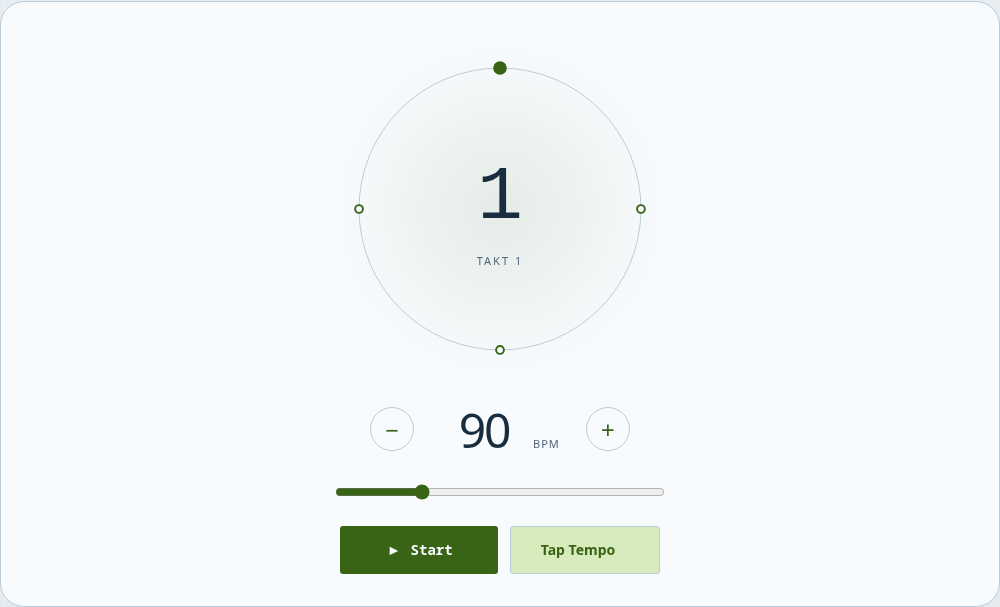 1
TAKT 1
− 90 BPM +
▶ Start
Tap Tempo